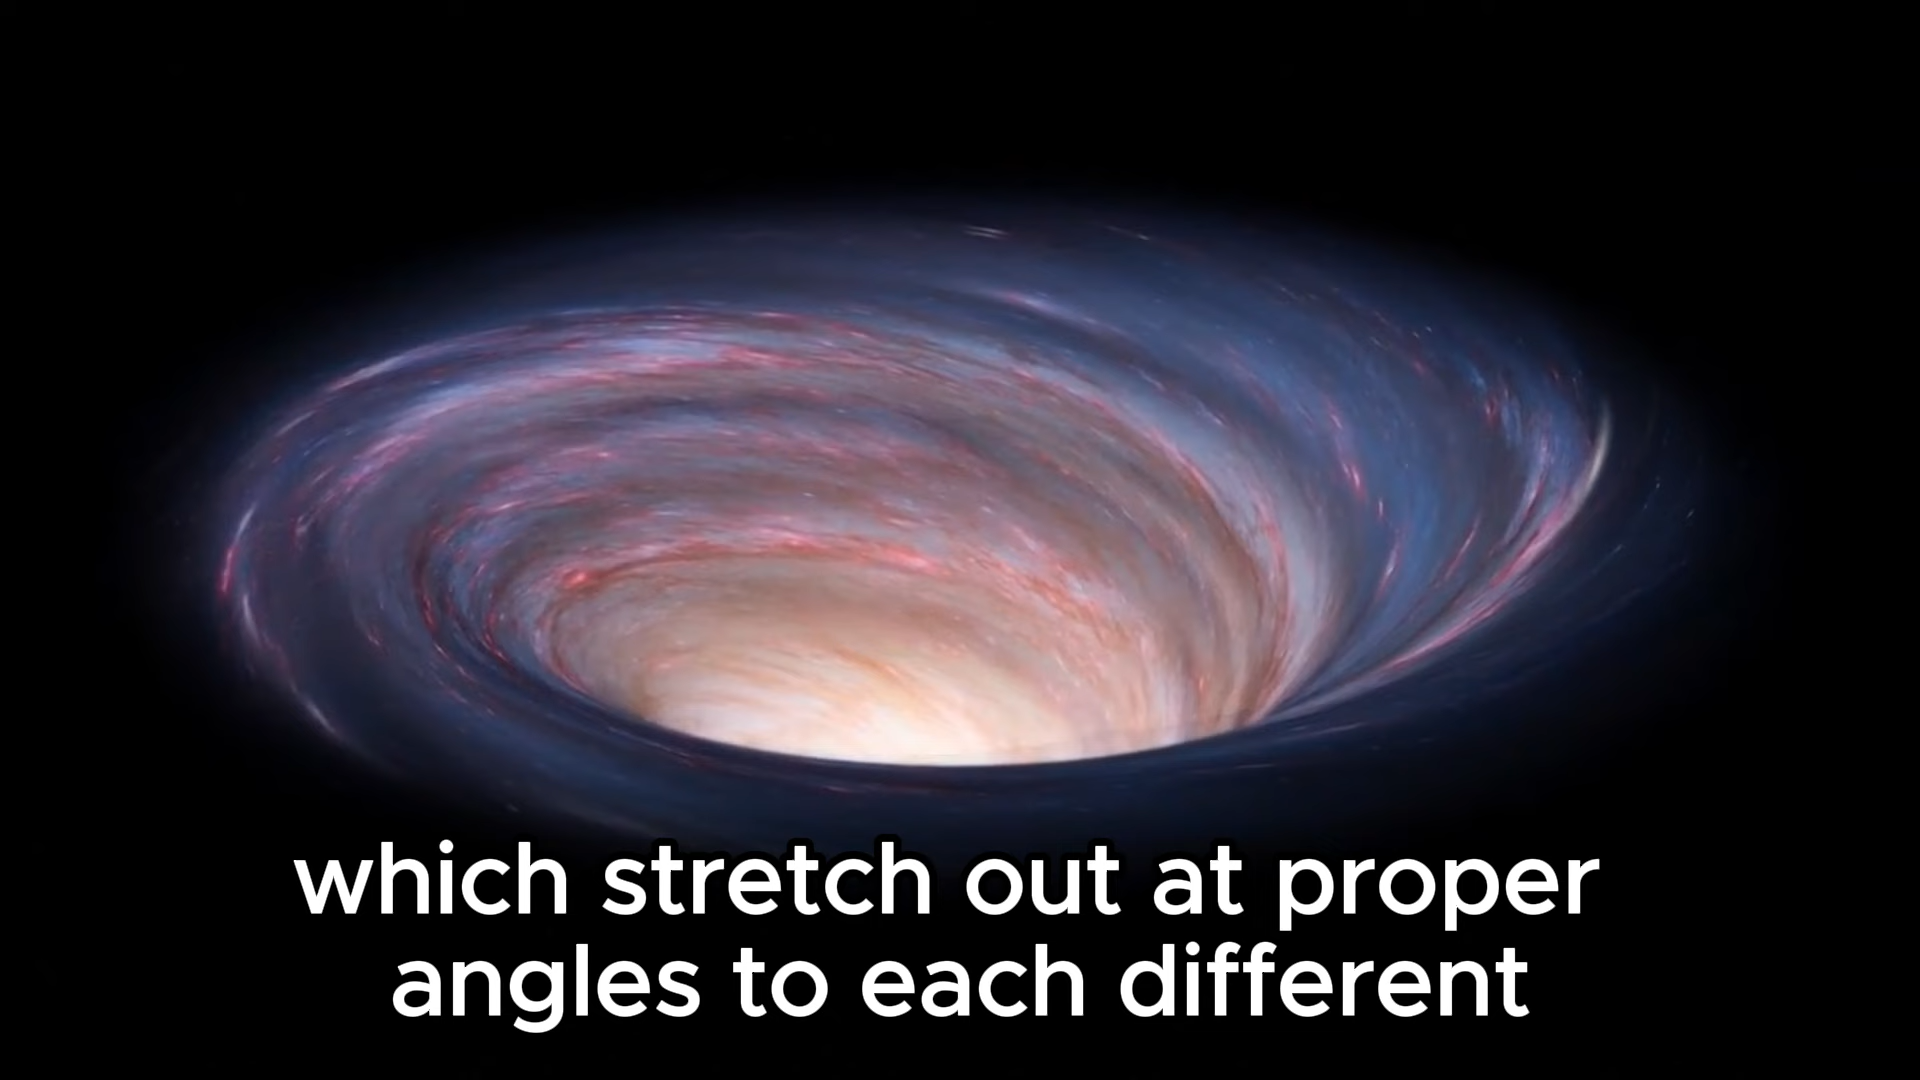 which stretch out at proper
angles to each different